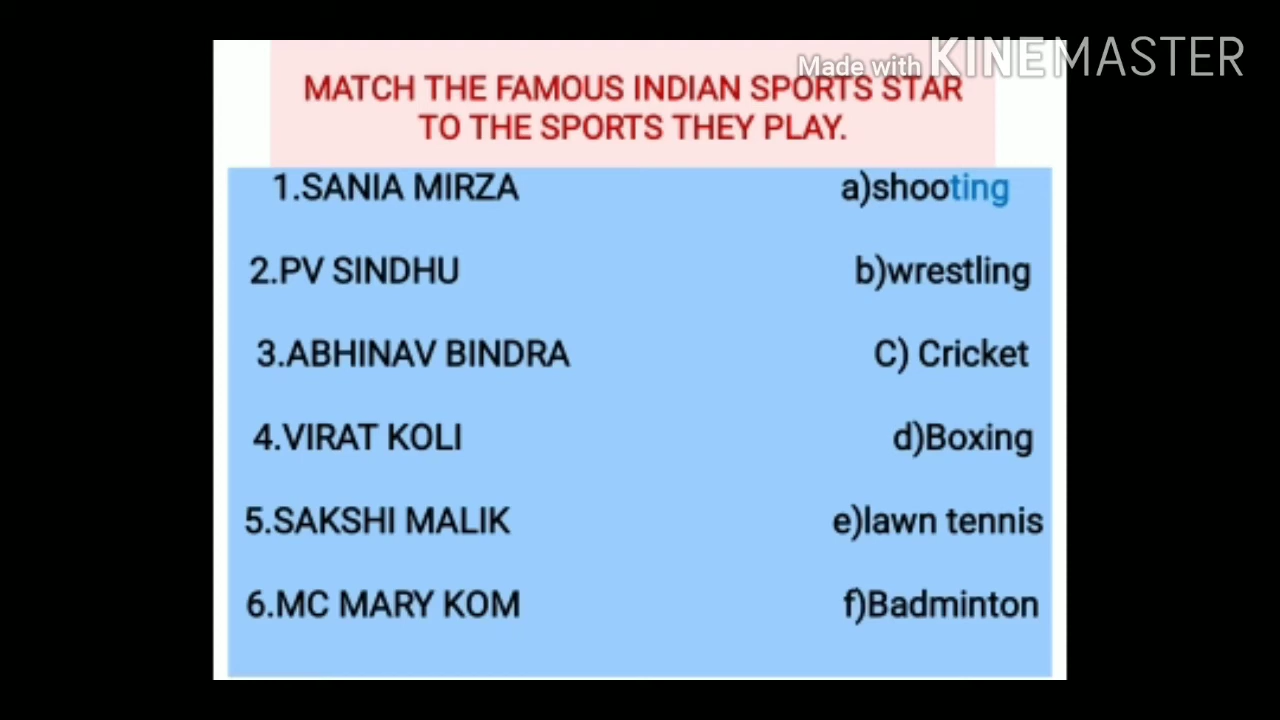 Made with KINEMASTER
MATCH THE FAMOUS INDIAN SPORTS STAR
TO THE SPORTS THEY PLAY.
1.SANIA MIRZA a)shooting
2.PV SINDHU b)wrestling
3.ABHINAV BINDRA C) Cricket
4.VIRAT KOLI d)Boxing
5.SAKSHI MALIK e)lawn tennis
6.MC MARY KOM f)Badminton